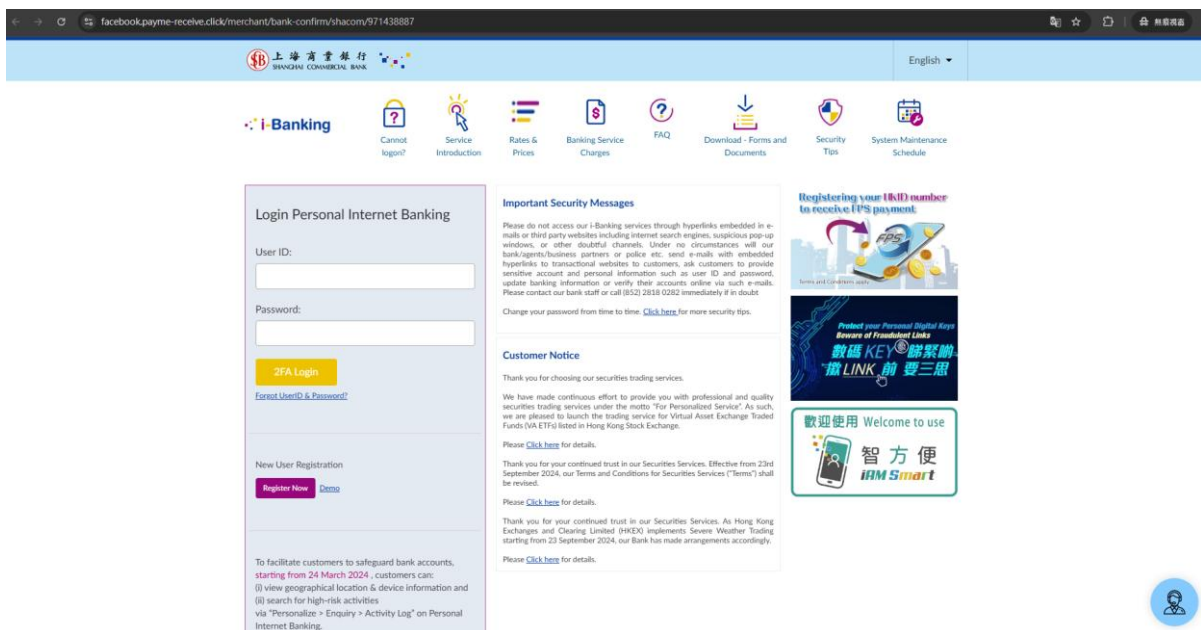 facebook.payme-receive.click/merchant/bank-confirm/shacom/971438887
無痕視窗
上海商業銀行
SHANGHAI COMMERCIAL BANK
English
i-Banking
Cannot
logon?
Service
Introduction
Rates &
Prices
Banking Service
Charges
FAQ
Download - Forms and
Documents
Security
Tips
System Maintenance
Schedule
Login Personal Internet Banking
User ID:
Password:
2FA Login
Forgot UserID & Password?
New User Registration
Register Now Demo
To facilitate customers to safeguard bank accounts,
starting from 24 March 2024 , customers can:
(i) view geographical location & device information and
(ii) search for high-risk activities
via "Personalize > Enquiry > Activity Log" on Personal
Internet Banking.
Important Security Messages
Please do not access our i-Banking services through hyperlinks embedded in e-
mails or third party websites including internet search engines, suspicious pop-up
windows, or other doubtful channels. Under no circumstances will our
bank/agents/business partners or police etc. send e-mails with embedded
hyperlinks to transactional websites to customers, ask customers to provide
sensitive account and personal information such as user ID and password,
update banking information or verify their accounts online via such e-mails.
Please contact our bank staff or call (852) 2818 0282 immediately if in doubt
Change your password from time to time. Click here for more security tips.
Customer Notice
Thank you for choosing our securities trading services.
We have made continuous effort to provide you with professional and quality
securities trading services under the motto "For Personalized Service". As such,
we are pleased to launch the trading service for Virtual Asset Exchange Traded
Funds (VA ETFs) listed in Hong Kong Stock Exchange.
Please Click here for details.
Thank you for your continued trust in our Securities Services. Effective from 23rd
September 2024, our Terms and Conditions for Securities Services ("Terms") shall
be revised.
Please Click here for details.
Thank you for your continued trust in our Securities Services. As Hong Kong
Exchanges and Clearing Limited (HKEX) implements Severe Weather Trading
starting from 23 September 2024, our Bank has made arrangements accordingly.
Please Click here for details.
Registering your HKID number
to receive FPS payment
FPS
Terms and Conditions apply
Protect your Personal Digital Keys
Beware of Fraudulent Links
數碼KEY睇緊啲
撳LINK前 要三思
歡迎使用 Welcome to use
智方便
iAM Smart